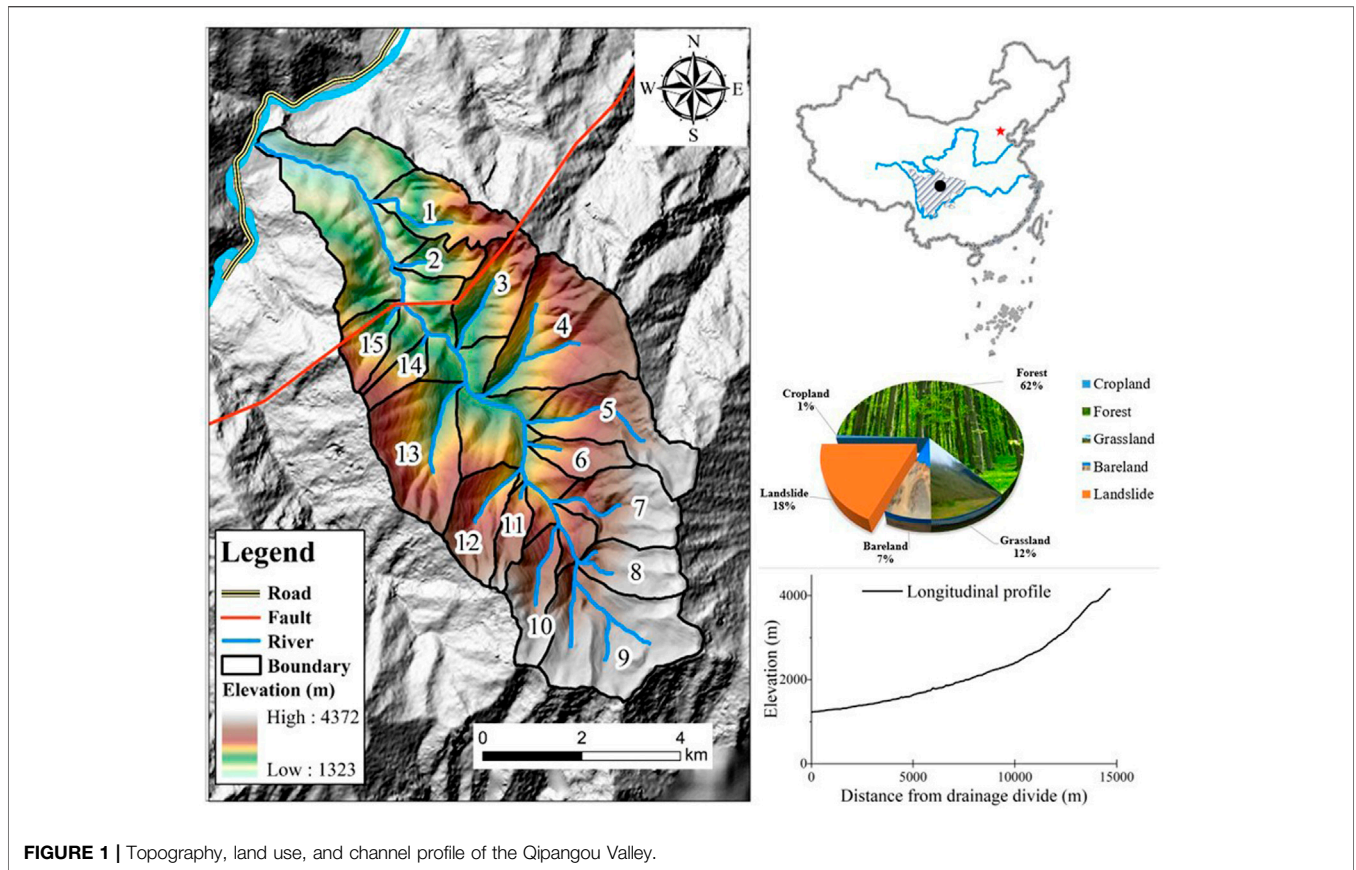 N
W E
S
1
2
3
4
15
14
5
13
6
7
12
11
8
10
9
Legend
Road
Fault
River
Boundary
Elevation (m)
High : 4372
Low : 1323
0 2 4
km
Forest
62%
Cropland
1%
Landslide
18%
Bareland
7%
Grassland
12%
Cropland
Forest
Grassland
Bareland
Landslide
Longitudinal profile
Elevation (m)
4000
2000
0
0 5000 10000 15000
Distance from drainage divide (m)
FIGURE 1 | Topography, land use, and channel profile of the Qipangou Valley.